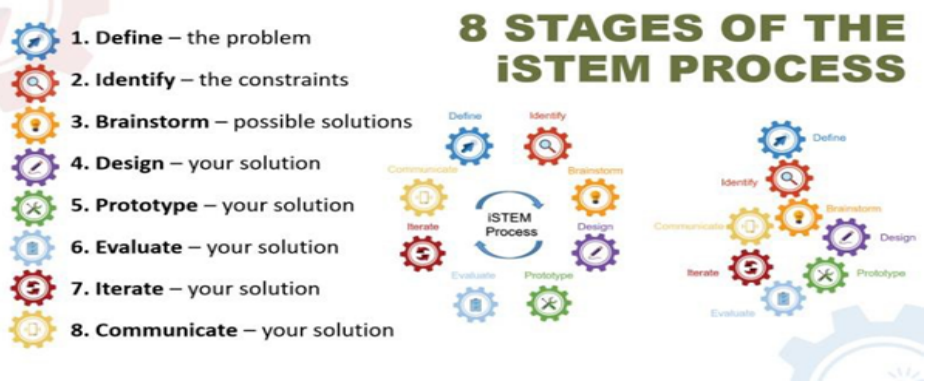 8 STAGES OF THE
iSTEM PROCESS
1. Define – the problem
2. Identify – the constraints
3. Brainstorm – possible solutions
4. Design – your solution
5. Prototype – your solution
6. Evaluate – your solution
7. Iterate – your solution
8. Communicate – your solution
Define
Identify
Communicate
Brainstorm
iSTEM
Process
Iterate
Design
Evaluate
Prototype
Define
Identify
Brainstorm
Communicate
Design
Iterate
Prototype
Evaluate